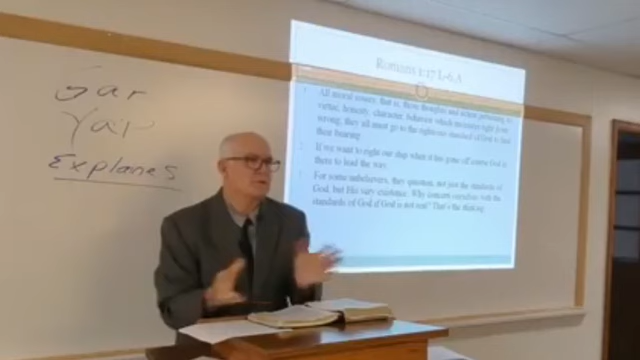 Gar
Yap
Explanes
Romans 1:17 L-6 A
All moral issues, that is, those thoughts and actions pertaining to
virtue, honesty, character, behavior which measure right from
wrong; they all must go to the righteous standard of God to find
their bearing.
2 If we want to right our ship when it has gone off course God is
there to lead the way.
For some unbelievers, they question, not just the standards of
God, but His very existence. Why concern ourselves with the
standards of God if God is not real? That's the thinking.